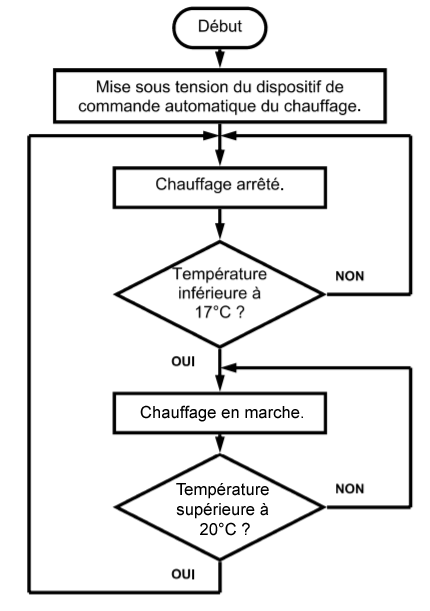 Début
Mise sous tension du dispositif de
commande automatique du chauffage.
Chauffage arrêté.
Température
inférieure à
17°C ?
NON
OUI
Chauffage en marche.
Température
supérieure à
20°C ?
NON
OUI